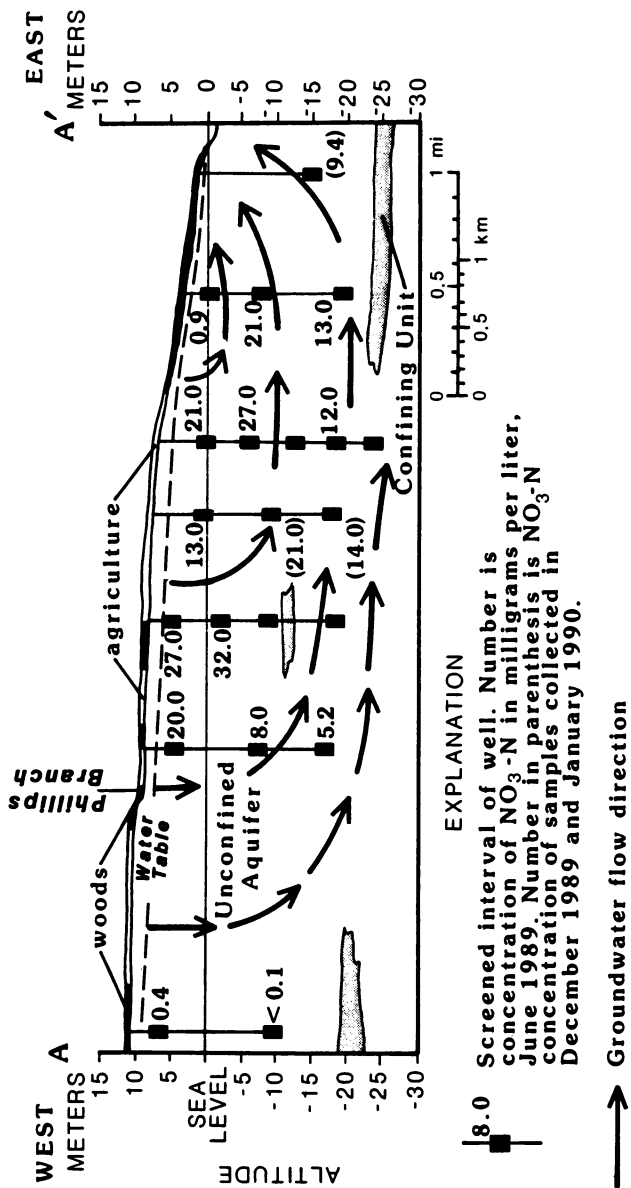 WEST
METERS
A
A′
EAST
METERS
15
10
5
SEA
LEVEL
-5
-10
-15
-20
-25
-30
ALTITUDE
15
10
5
0
-5
-10
-15
-20
-25
-30
woods
Phillips
Branch
agriculture
Water
Table
Unconfined
Aquifer
Confining Unit
0.4
<0.1
20.0
8.0
5.2
27.0
32.0
13.0
(21.0)
(14.0)
21.0
27.0
12.0
0.9
21.0
13.0
(9.4)
0 0.5 1 mi
0 0.5 1 km
EXPLANATION
8.0
Screened interval of well. Number is
concentration of NO3-N in milligrams per liter,
June 1989. Number in parenthesis is NO3-N
concentration of samples collected in
December 1989 and January 1990.
Groundwater flow direction